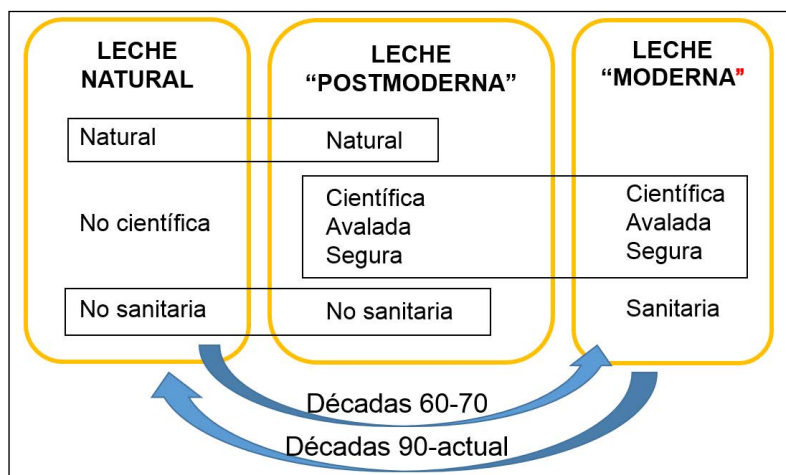 LECHE
NATURAL
LECHE
“POSTMODERNA”
LECHE
“MODERNA”
Natural
Natural
No científica
Científica
Avalada
Segura
Científica
Avalada
Segura
No sanitaria
No sanitaria
Sanitaria
Décadas 60-70
Décadas 90-actual